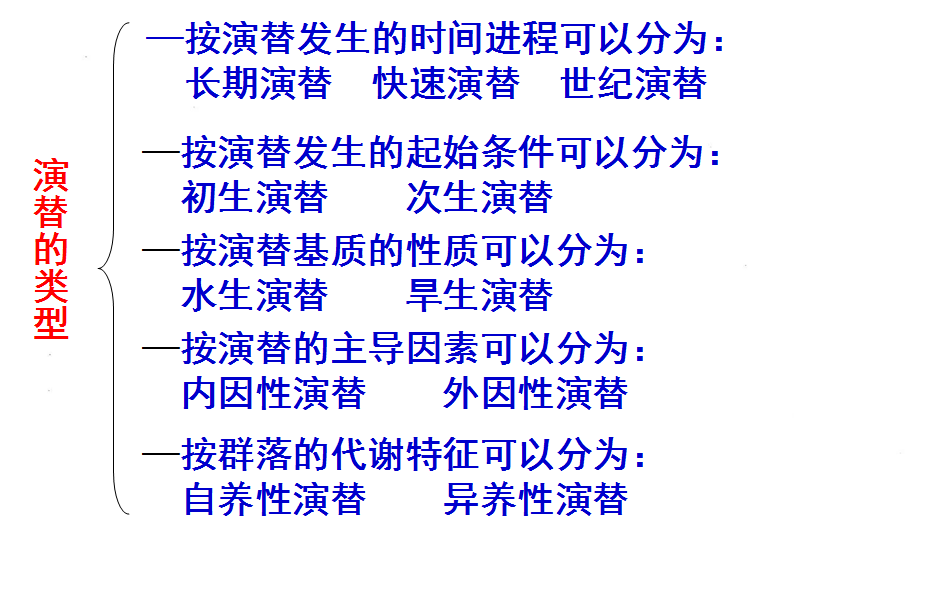 演替的类型
—按演替发生的时间进程可以分为：
长期演替 快速演替 世纪演替
—按演替发生的起始条件可以分为：
初生演替 次生演替
—按演替基质的性质可以分为：
水生演替 旱生演替
—按演替的主导因素可以分为：
内因性演替 外因性演替
—按群落的代谢特征可以分为：
自养性演替 异养性演替